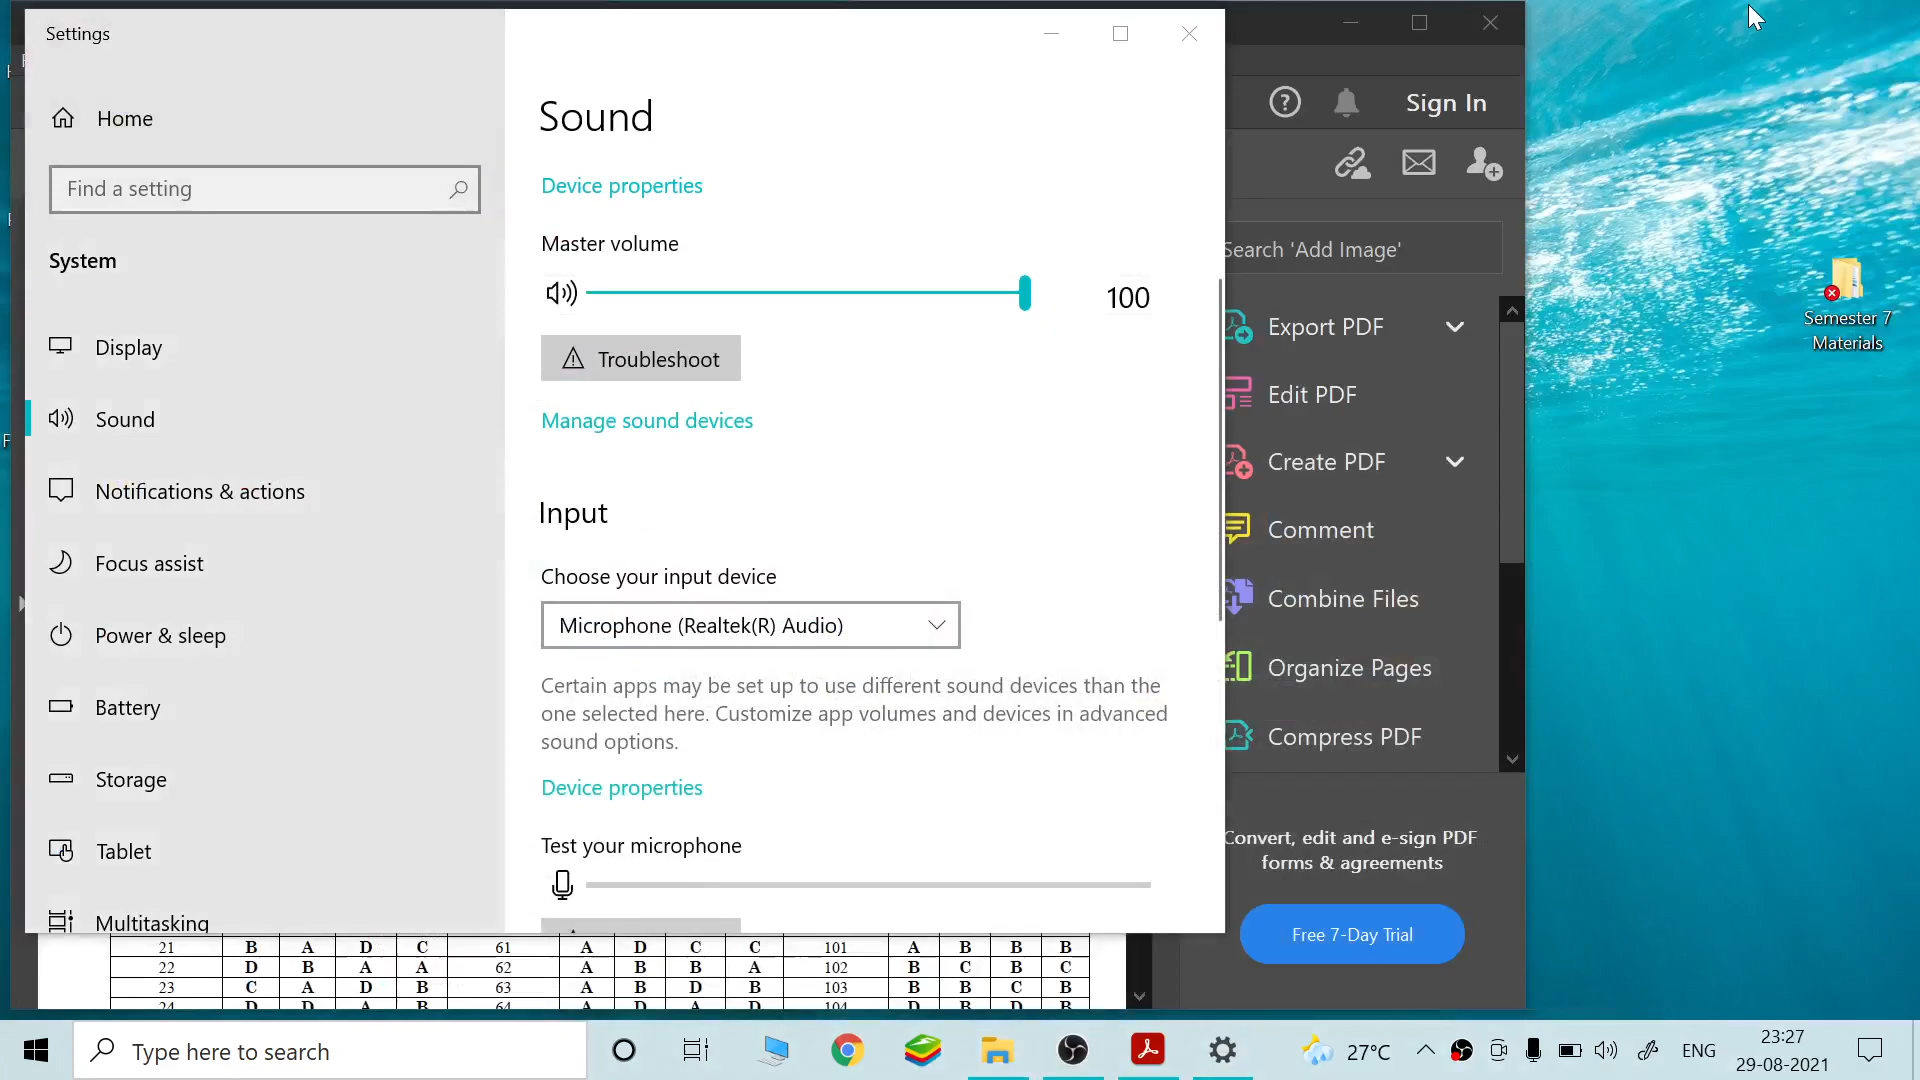 Settings
Home
Find a setting
System
Display
Sound
Notifications & actions
Focus assist
Power & sleep
Battery
Storage
Tablet
Multitasking
Sound
Device properties
Master volume
100
Troubleshoot
Manage sound devices
Input
Choose your input device
Microphone (Realtek(R) Audio)
Certain apps may be set up to use different sound devices than the
one selected here. Customize app volumes and devices in advanced
sound options.
Device properties
Test your microphone
Sign In
Search 'Add Image'
Export PDF
Edit PDF
Create PDF
Comment
Combine Files
Organize Pages
Compress PDF
Convert, edit and e-sign PDF
forms & agreements
Free 7-Day Trial
Semester 7
Materials
21 B A D C 61 A D C C 101 A B B B
22 D B A A 62 A B B A 102 B C B C
23 C A D B 63 A B D B 103 B B C B
24 D D A B 64 A D A D 104 D B D B
Type here to search
27°C
ENG
23:27
29-08-2021